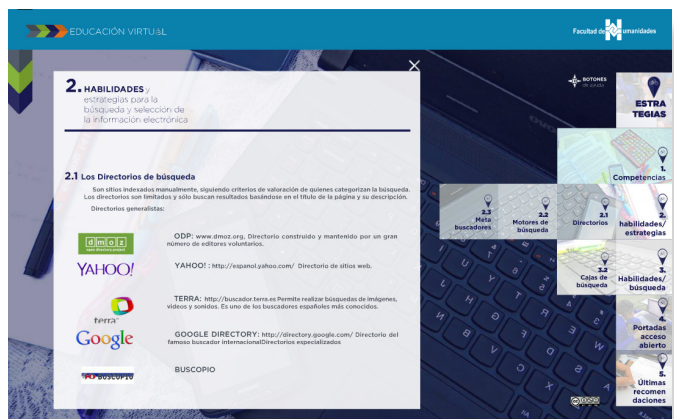 EDUCACIÓN VIRTUAL
Facultad de Humanidades
2. HABILIDADES y
estrategias para la
búsqueda y selección de
la información electrónica
2.1 Los Directorios de búsqueda
Son sitios indexados manualmente, siguiendo criterios de valoración de quienes categorizan la búsqueda.
Los directorios son limitados y sólo buscan resultados basándose en el título de la página y su descripción.
Directorios generalistas:
dmoz
open directory project
ODP: www.dmoz.org, Directorio construido y mantenido por un gran
número de editores voluntarios.
YAHOO!
YAHOO! : http://espanol.yahoo.com/ Directorio de sitios web.
terra
TERRA: http://buscador.terra.es Permite realizar búsquedas de imágenes,
videos y sonidos. Es uno de los buscadores españoles más conocidos.
Google
GOOGLE DIRECTORY: http://directory.google.com/ Directorio del
famoso buscador internacionalDirectorios especializados
BUSCOPIO
BUSCOPIO
BOTONES
de ayuda
ESTRA
TEGIAS
1.
Competencias
2.3
Meta
buscadores
2.2
Motores de
búsqueda
2.1
Directorios
2.
habilidades/
estrategias
3.2
Cajas de
búsqueda
3.
Habilidades/
búsqueda
4.
Portadas
acceso
abierto
5.
Últimas
recomen
daciones